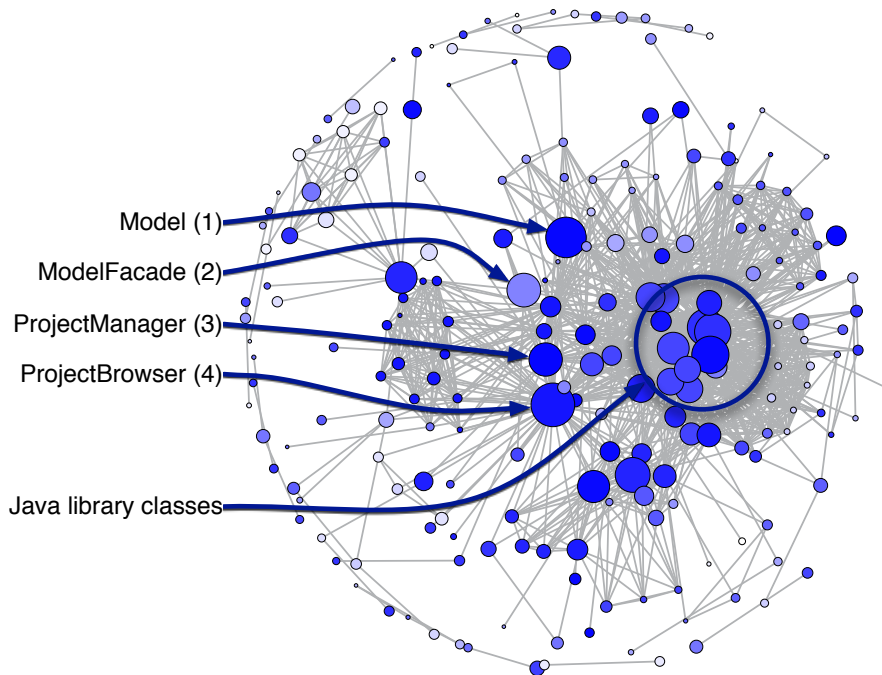 Model (1)
ModelFacade (2)
ProjectManager (3)
ProjectBrowser (4)
Java library classes